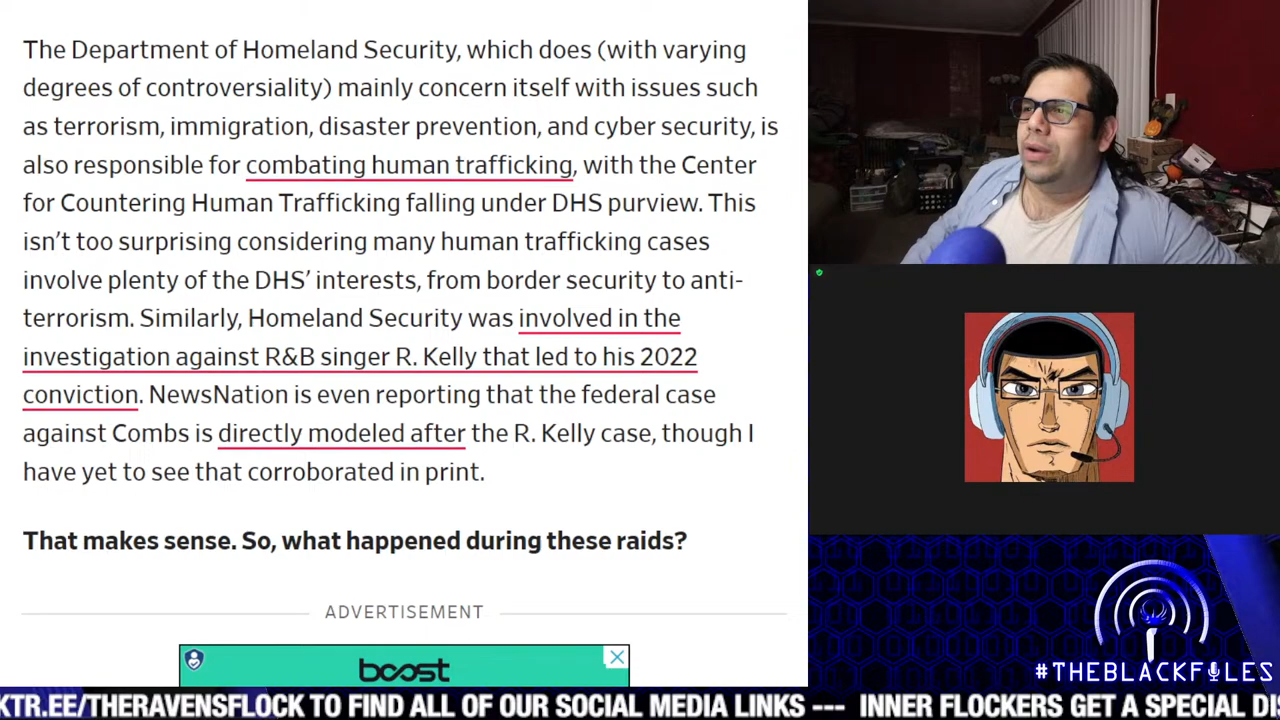 The Department of Homeland Security, which does (with varying
degrees of controversiality) mainly concern itself with issues such
as terrorism, immigration, disaster prevention, and cyber security, is
also responsible for combating human trafficking, with the Center
for Countering Human Trafficking falling under DHS purview. This
isn’t too surprising considering many human trafficking cases
involve plenty of the DHS’ interests, from border security to anti-
terrorism. Similarly, Homeland Security was involved in the
investigation against R&B singer R. Kelly that led to his 2022
conviction. NewsNation is even reporting that the federal case
against Combs is directly modeled after the R. Kelly case, though I
have yet to see that corroborated in print.
That makes sense. So, what happened during these raids?
ADVERTISEMENT
boost
#THEBLACKFILES
KTR.EE/THERAVENSFLOCK TO FIND ALL OF OUR SOCIAL MEDIA LINKS --- INNER FLOCKERS GET A SPECIAL DI